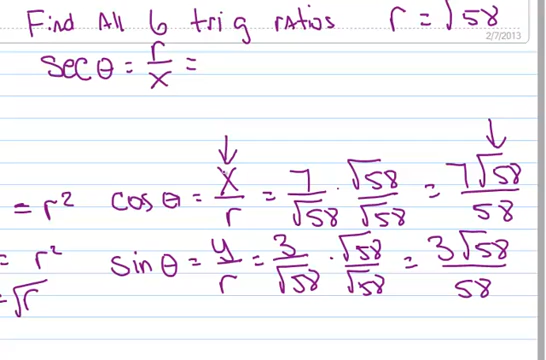 Find All 6 trig ratios r = √58
2/7/2013
sec θ = r/x =
= r² cos θ = x/r = 7/√58 · √58/√58 = 7√58/58
= r² sin θ = y/r = 3/√58 · √58/√58 = 3√58/58
= √r